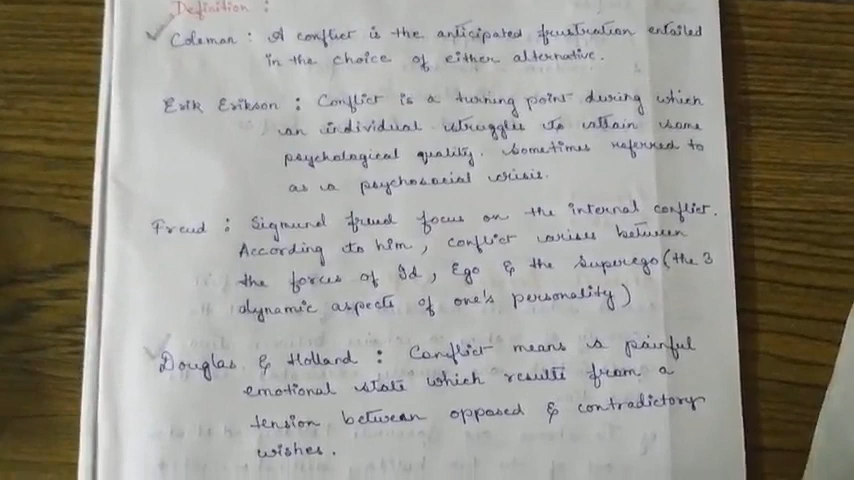 Definition :
Coleman : A conflict is the anticipated frustration entailed
in the choice of either alternative.
Erik Erikson : Conflict is a turning point during which
an individual struggles to attain some
psychological quality. Sometimes referred to
as a psychosocial crisis.
Freud : Sigmund freud focus on the internal conflict.
According to him, conflict arises between
the forces of Id, Ego & the Superego (the 3
dynamic aspects of one's personality)
Douglas & Holland : Conflict means a painful
emotional state which results from a
tension between opposed & contradictory
wishes.